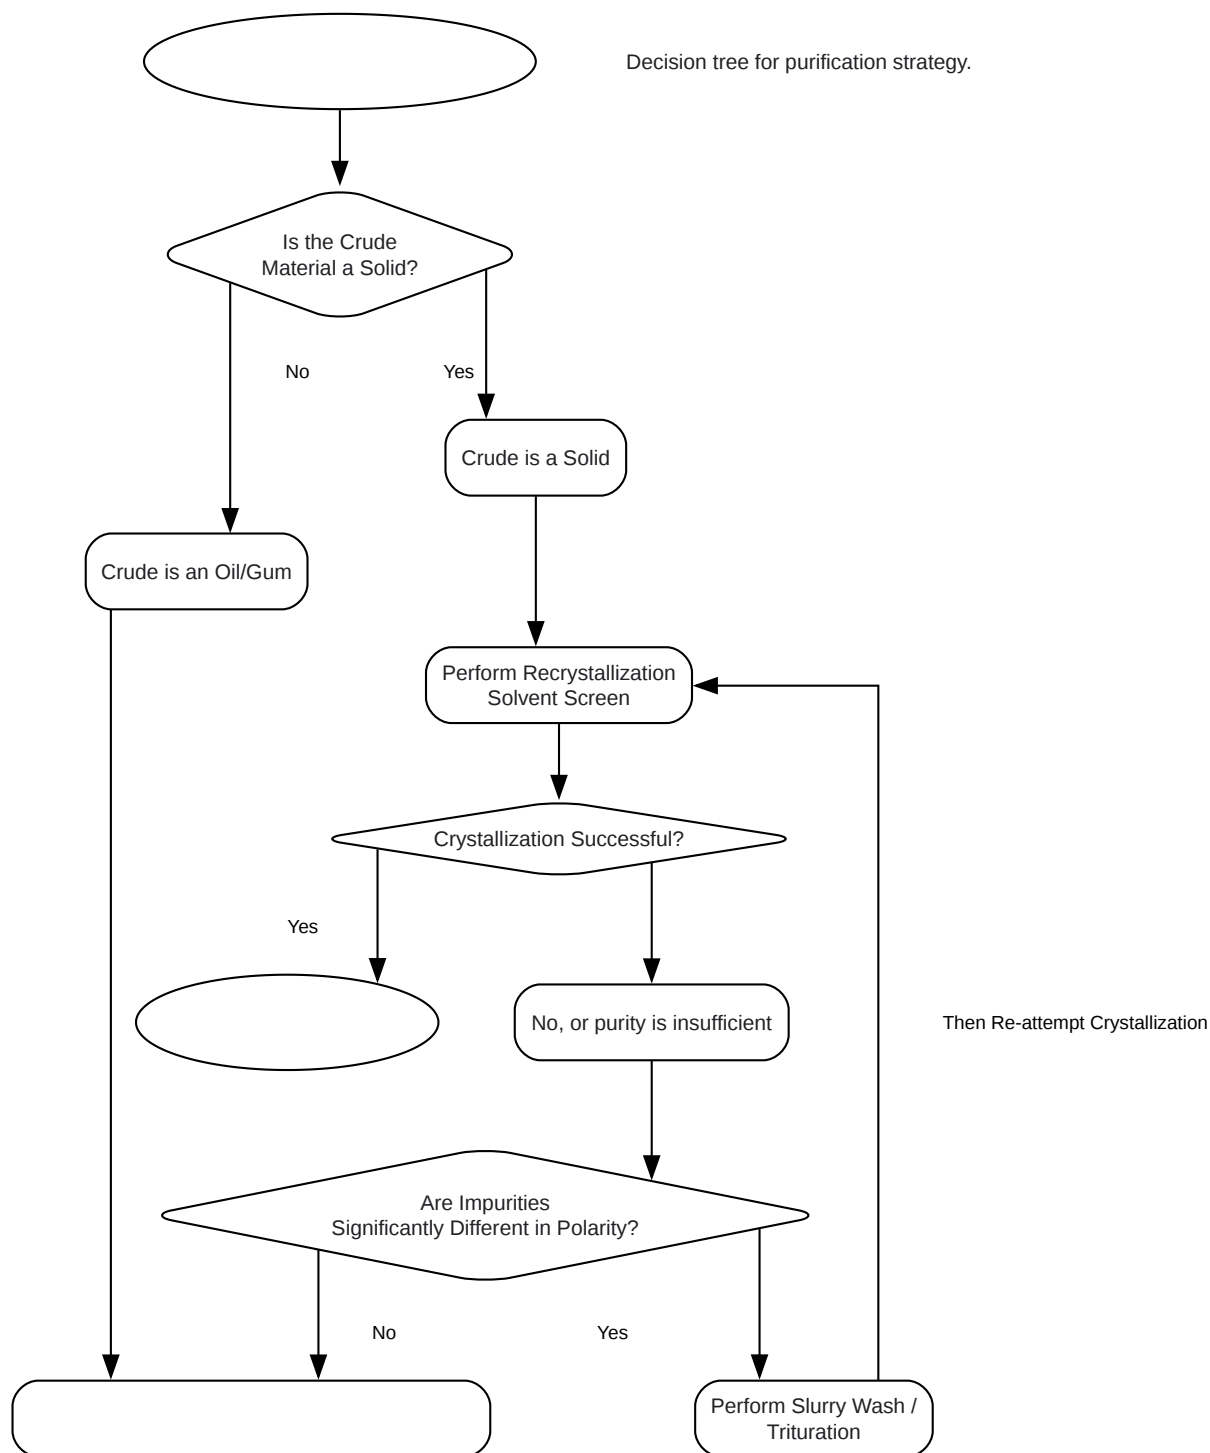 Decision tree for purification strategy.
Is the Crude
Material a Solid?
No
Yes
Crude is a Solid
Crude is an Oil/Gum
Perform Recrystallization
Solvent Screen
Crystallization Successful?
Yes
No, or purity is insufficient
Then Re-attempt Crystallization
Are Impurities
Significantly Different in Polarity?
No
Yes
Perform Slurry Wash /
Trituration